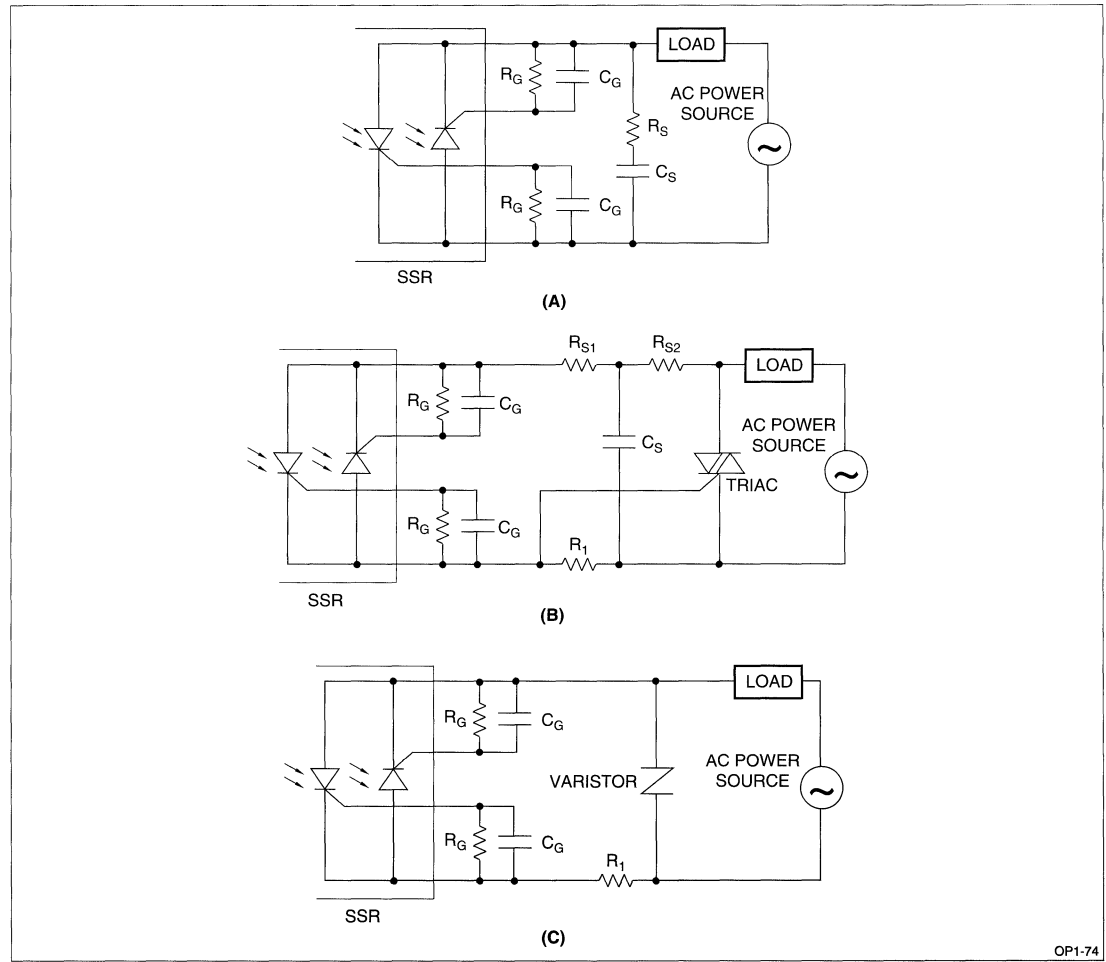 LOAD
R_G
C_G
AC POWER
SOURCE
R_S
C_S
R_G
C_G
SSR
(A)
R_S1
R_S2
LOAD
R_G
C_G
AC POWER
SOURCE
C_S
TRIAC
R_G
C_G
R_1
SSR
(B)
LOAD
R_G
C_G
AC POWER
SOURCE
VARISTOR
R_G
C_G
R_1
SSR
(C)
OP1-74